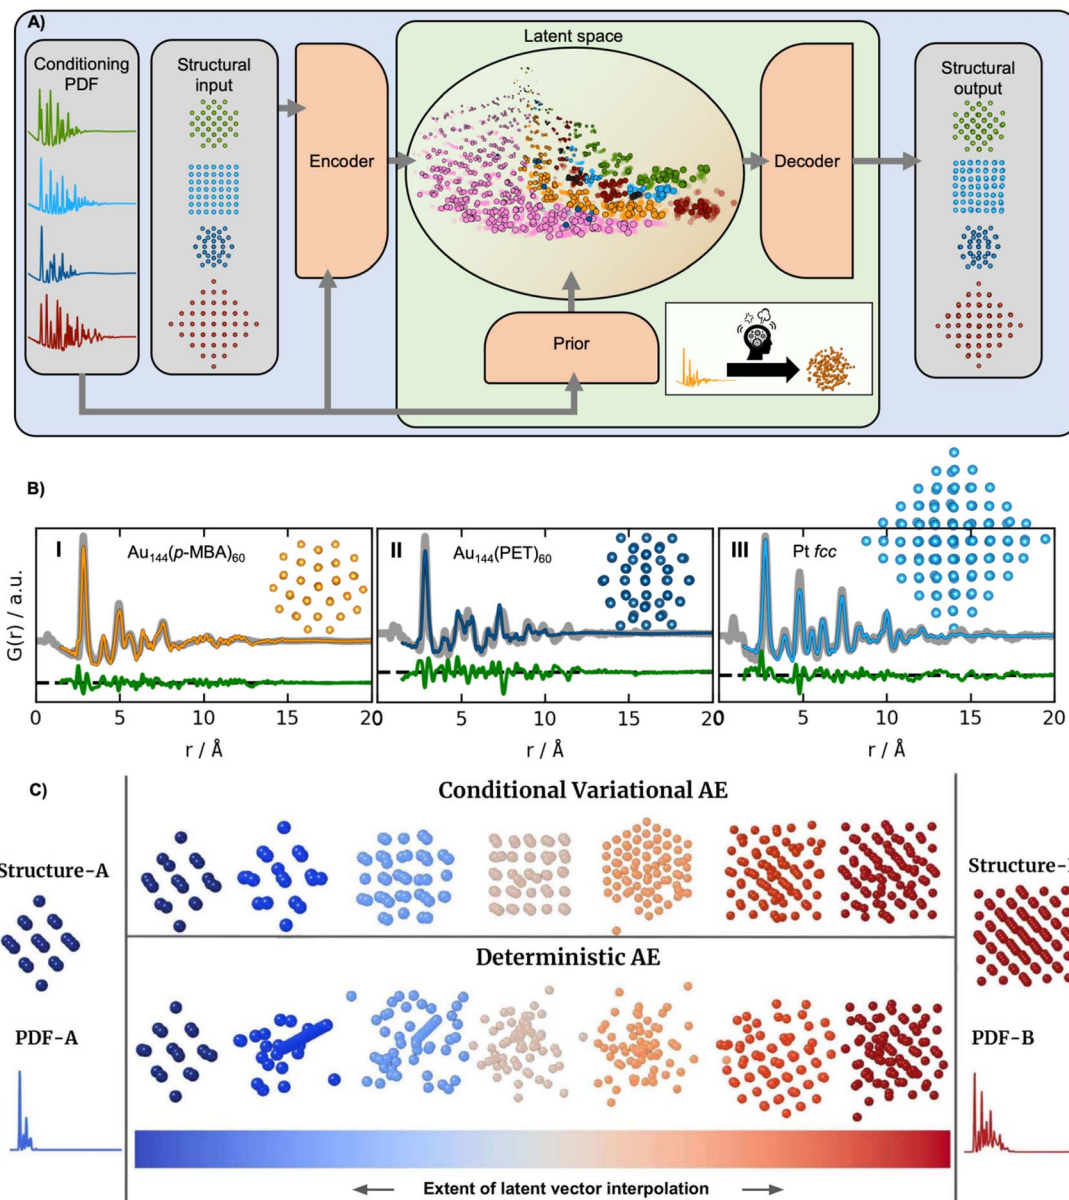 A)
Conditioning
PDF
Structural
input
Encoder
Latent space
Prior
Decoder
Structural
output
B)
I
Au144(p-MBA)60
II
Au144(PET)60
III
Pt fcc
G(r) / a.u.
0
5
10
15
20
5
10
15
20
0
5
10
15
20
r / Å
r / Å
r / Å
C)
Conditional Variational AE
Structure-A
PDF-A
Deterministic AE
PDF-B
Extent of latent vector interpolation